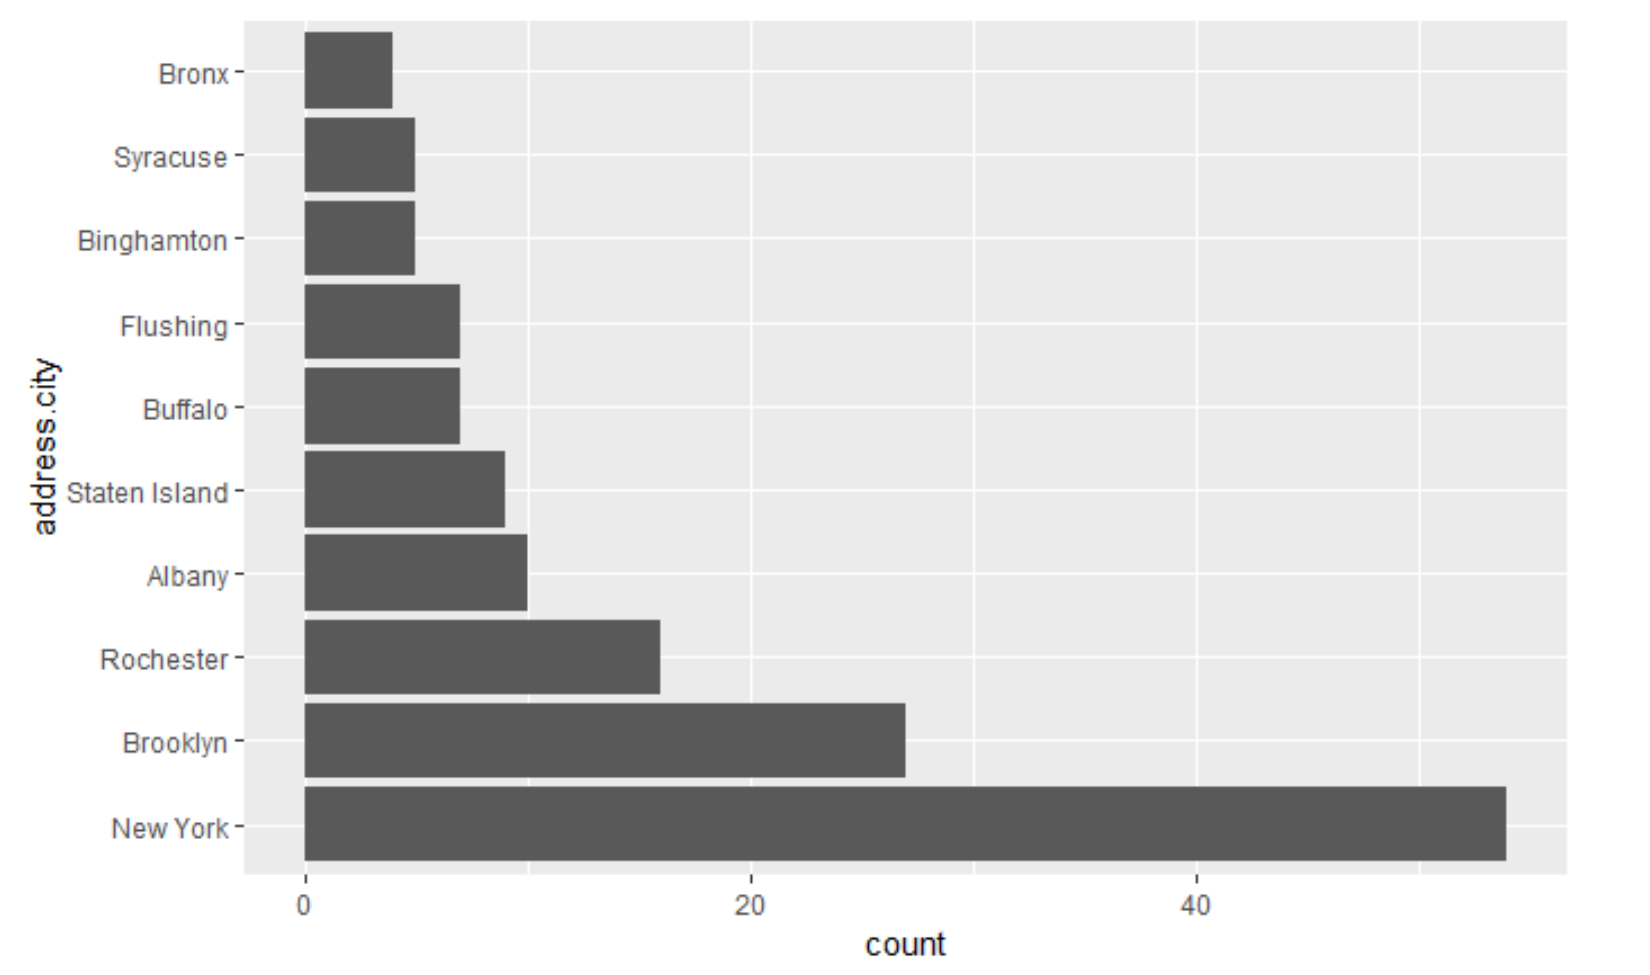 Bronx
Syracuse
Binghamton
Flushing
Buffalo
Staten Island
Albany
Rochester
Brooklyn
New York
address.city
0 20 40
count